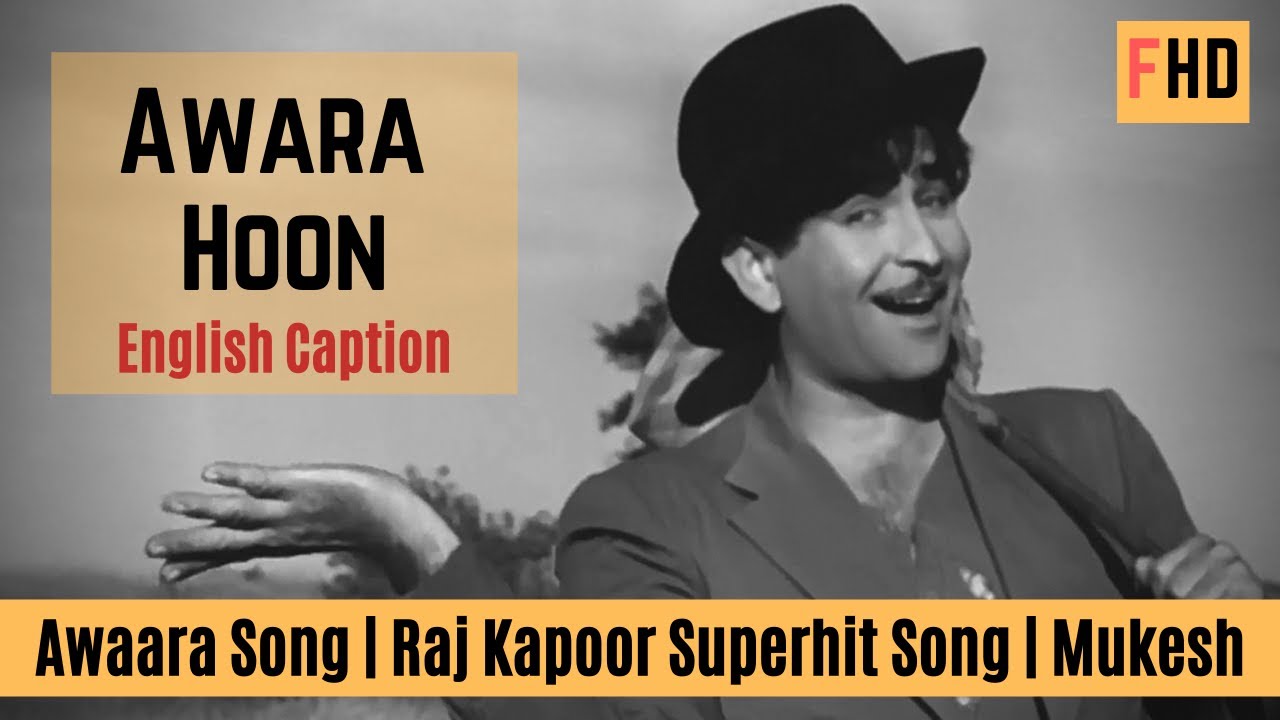 FHD
Awara
Hoon
English Caption
Awaara Song | Raj Kapoor Superhit Song | Mukesh